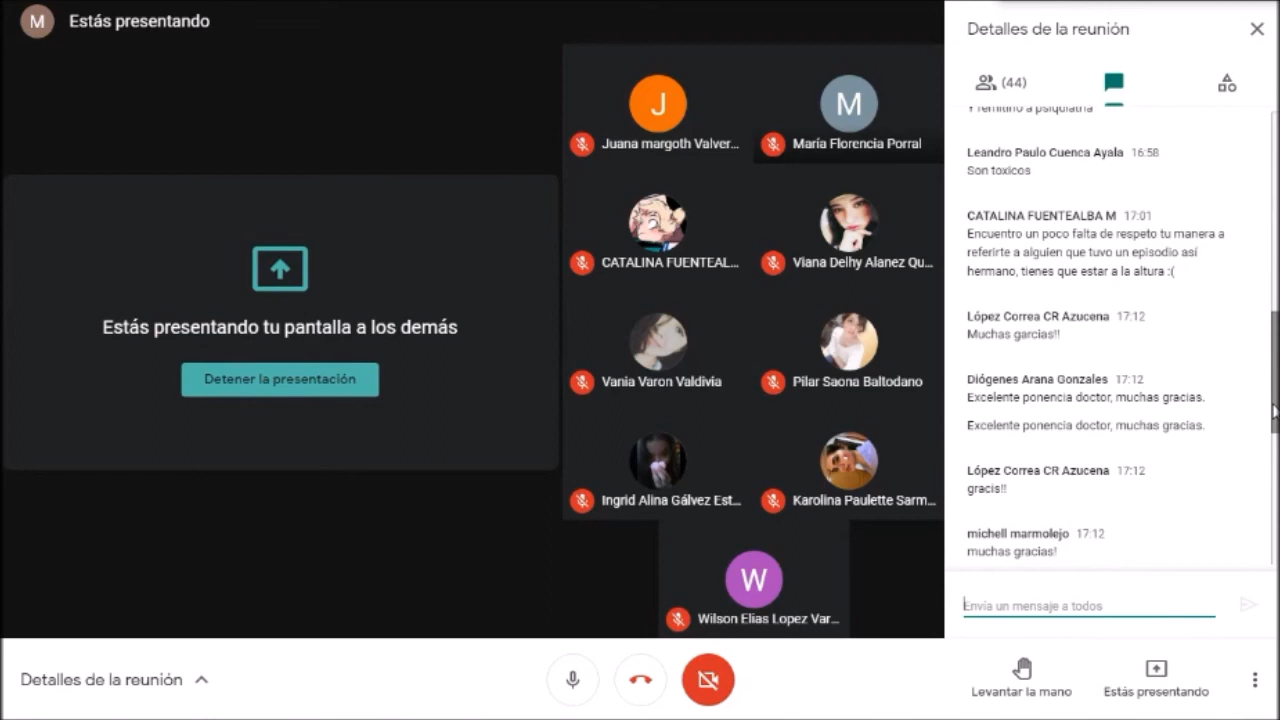 M
Estás presentando
Estás presentando tu pantalla a los demás
Detener la presentación
J
Juana margoth Valver...
M
María Florencia Porral
CATALINA FUENTEAL...
Viana Delhy Alanez Qu...
Vania Varon Valdivia
Pilar Saona Baltodano
Ingrid Alina Gálvez Est...
Karolina Paulette Sarm...
W
Wilson Elias Lopez Var...
Detalles de la reunión
(44)
Y remitirlo a psiquiatria
Leandro Paulo Cuenca Ayala 16:58
Son toxicos
CATALINA FUENTEALBA M 17:01
Encuentro un poco falta de respeto tu manera a
referirte a alguien que tuvo un episodio así
hermano, tienes que estar a la altura :(
López Correa CR Azucena 17:12
Muchas garcias!!
Diógenes Arana Gonzales 17:12
Excelente ponencia doctor, muchas gracias.
Excelente ponencia doctor, muchas gracias.
López Correa CR Azucena 17:12
gracis!!
michell marmolejo 17:12
muchas gracias!
Envía un mensaje a todos
Detalles de la reunión
Levantar la mano
Estás presentando